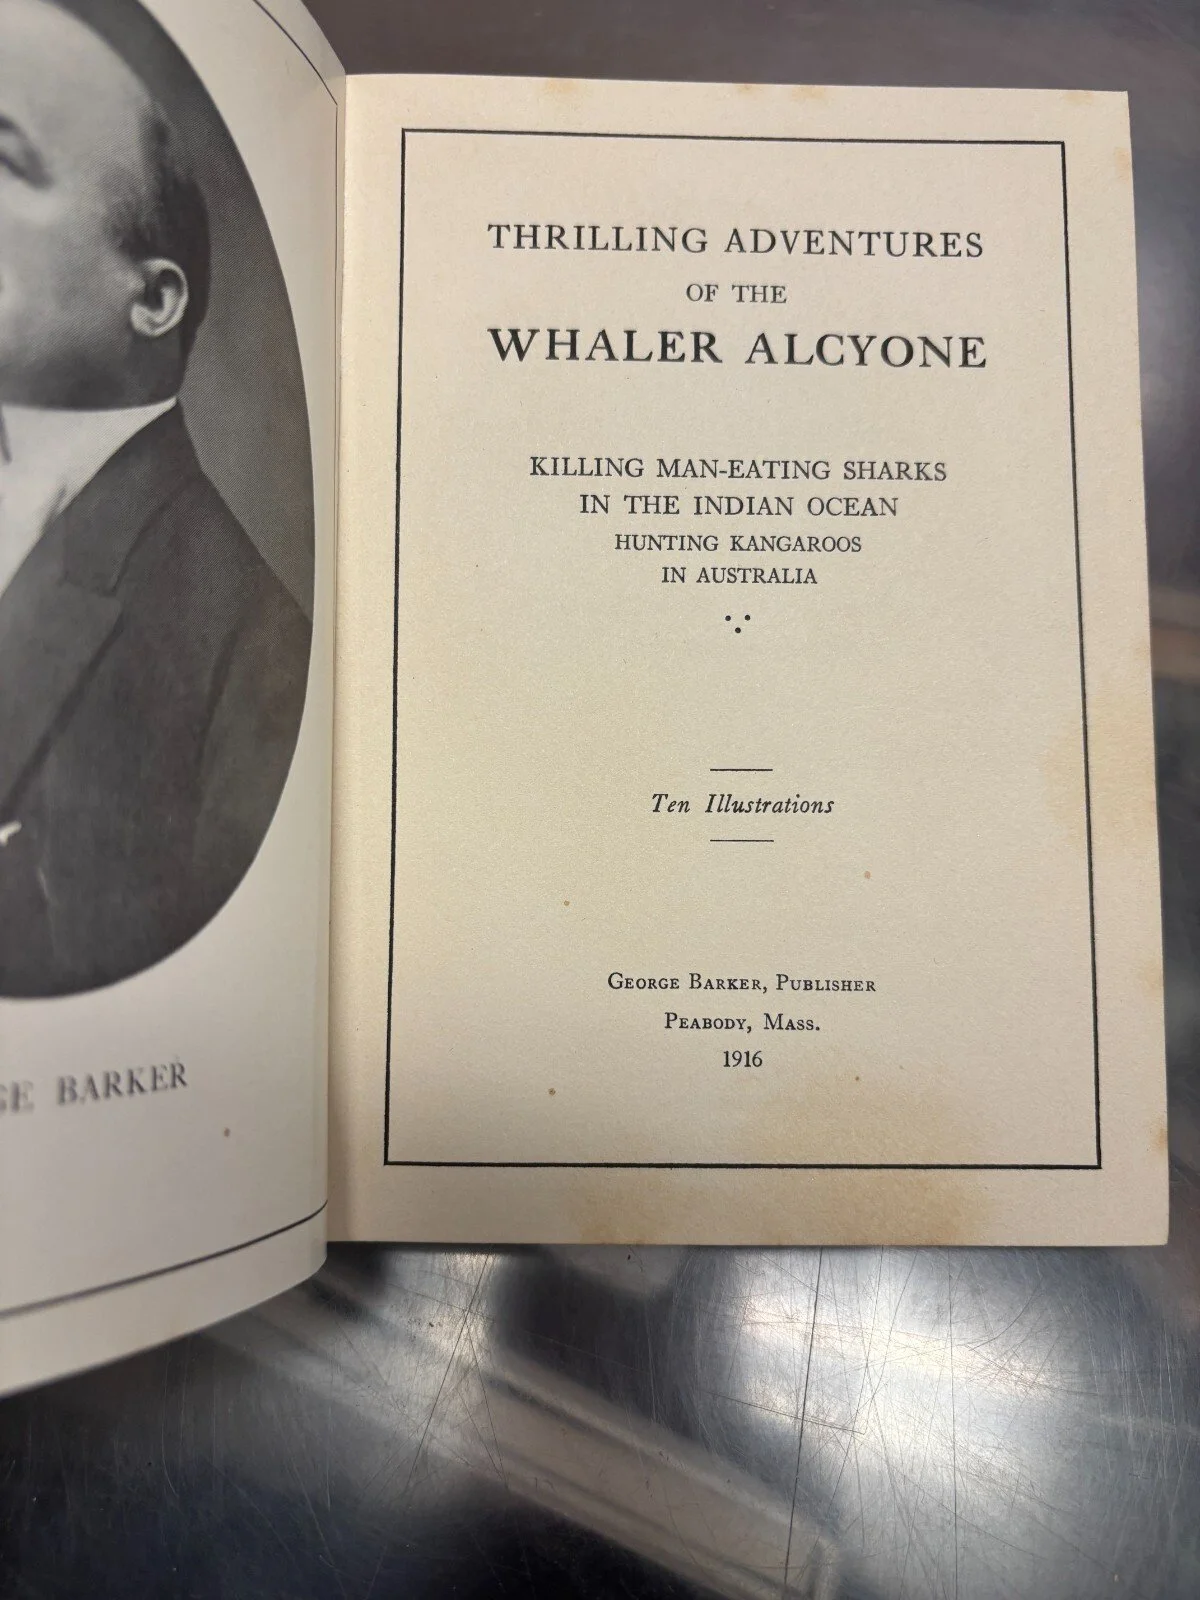 BARKER
THRILLING ADVENTURES
OF THE
WHALER ALCYONE
KILLING MAN-EATING SHARKS
IN THE INDIAN OCEAN
HUNTING KANGAROOS
IN AUSTRALIA
Ten Illustrations
George Barker, Publisher
Peabody, Mass.
1916